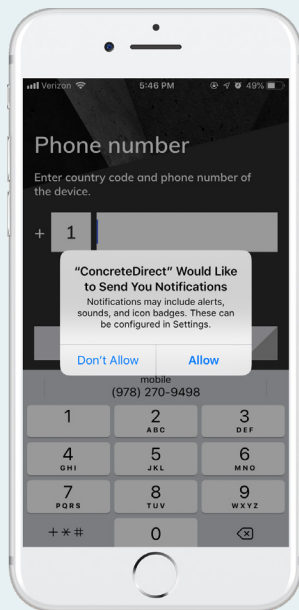 Verizon 5:46 PM 49%
Phone number
Enter country code and phone number of
the device.
+ 1
"ConcreteDirect" Would Like
to Send You Notifications
Notifications may include alerts,
sounds, and icon badges. These can
be configured in Settings.
Don't Allow Allow
mobile
(978) 270-9498
1 2 3
ABC DEF
4 5 6
GHI JKL MNO
7 8 9
PQRS TUV WXYZ
+*# 0